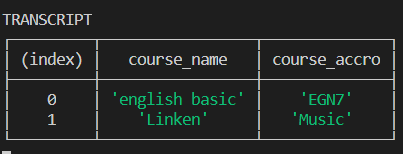 TRANSCRIPT
(index) course_name course_accro
0 'english basic' 'EGN7'
1 'Linken' 'Music'